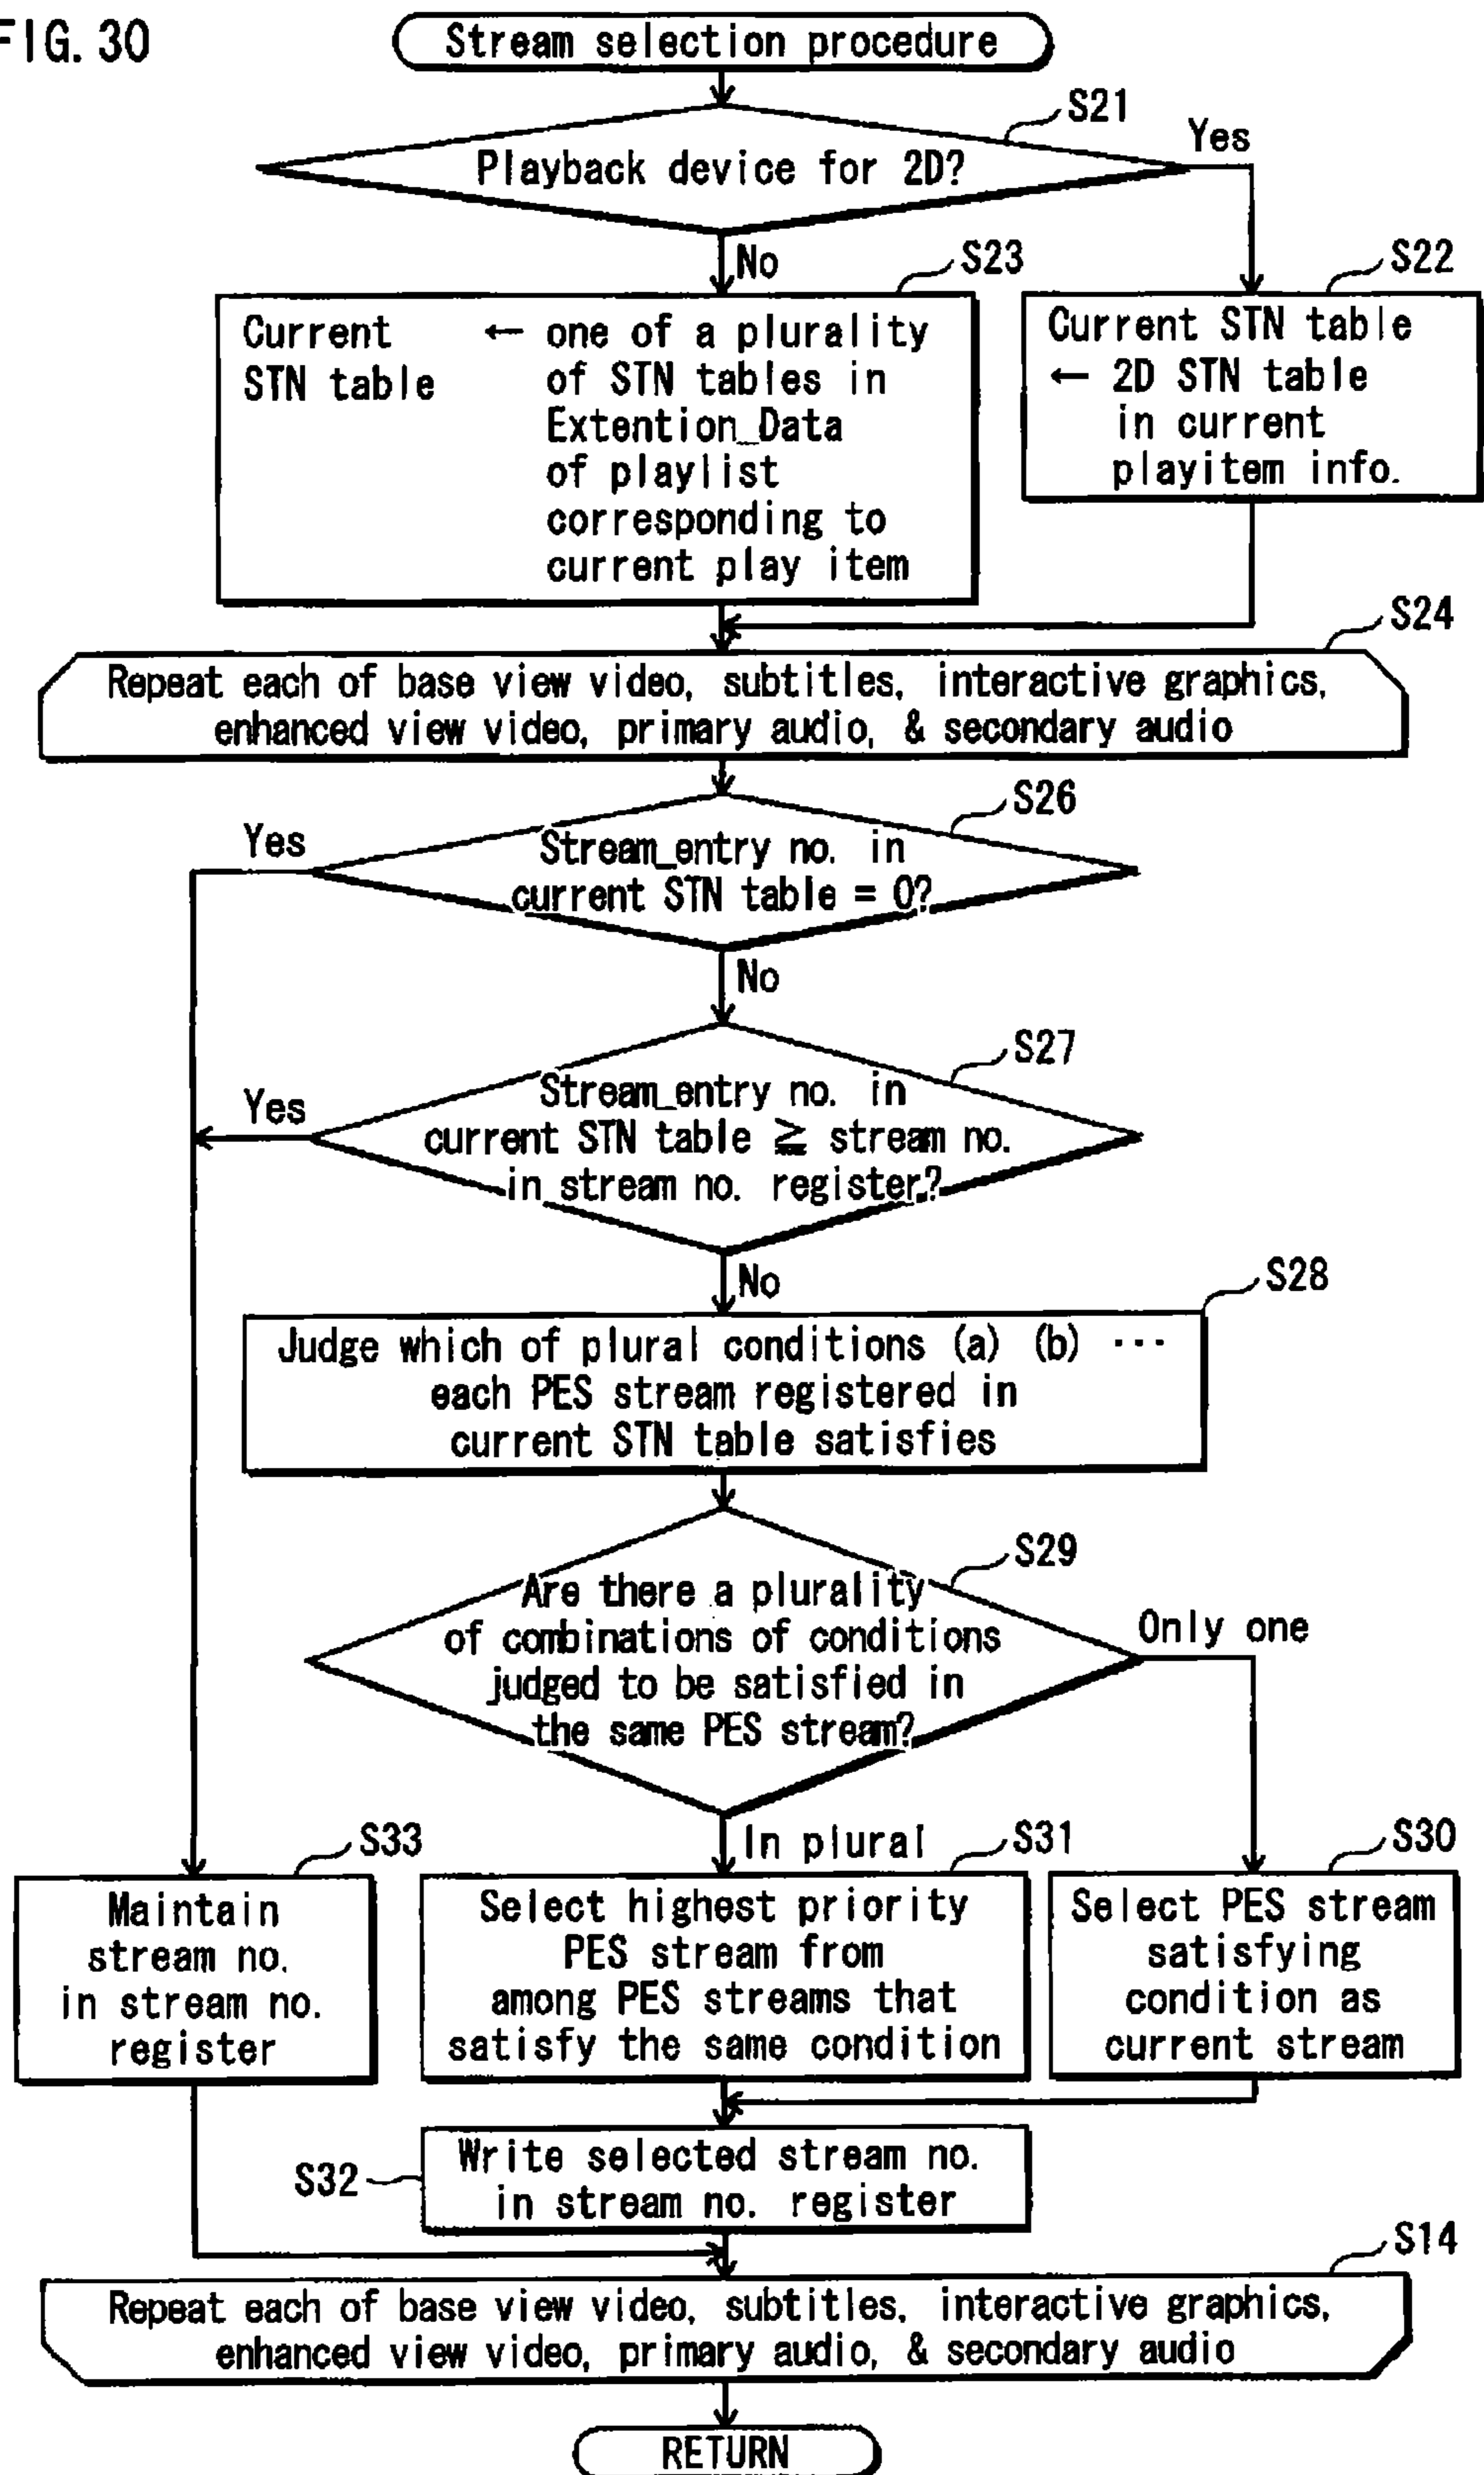 FIG. 30
Stream selection procedure
S21
Playback device for 2D?
Yes
No
S23
Current ← one of a plurality
STN table of STN tables in
Extention_Data
of playlist
corresponding to
current play item
S22
Current STN table
← 2D STN table
in current
playitem info.
S24
Repeat each of base view video, subtitles, interactive graphics,
enhanced view video, primary audio, & secondary audio
S26
Yes
Stream_entry no. in
current STN table = 0?
No
S27
Yes
Stream_entry no. in
current STN table ≧ stream no.
in stream no. register?
No
S28
Judge which of plural conditions (a) (b) ···
each PES stream registered in
current STN table satisfies
S29
Are there a plurality
of combinations of conditions
judged to be satisfied in
the same PES stream?
Only one
In plural
S33
Maintain
stream no.
in stream no.
register
S31
Select highest priority
PES stream from
among PES streams that
satisfy the same condition
S30
Select PES stream
satisfying
condition as
current stream
S32
Write selected stream no.
in stream no. register
S14
Repeat each of base view video, subtitles, interactive graphics,
enhanced view video, primary audio, & secondary audio
RETURN